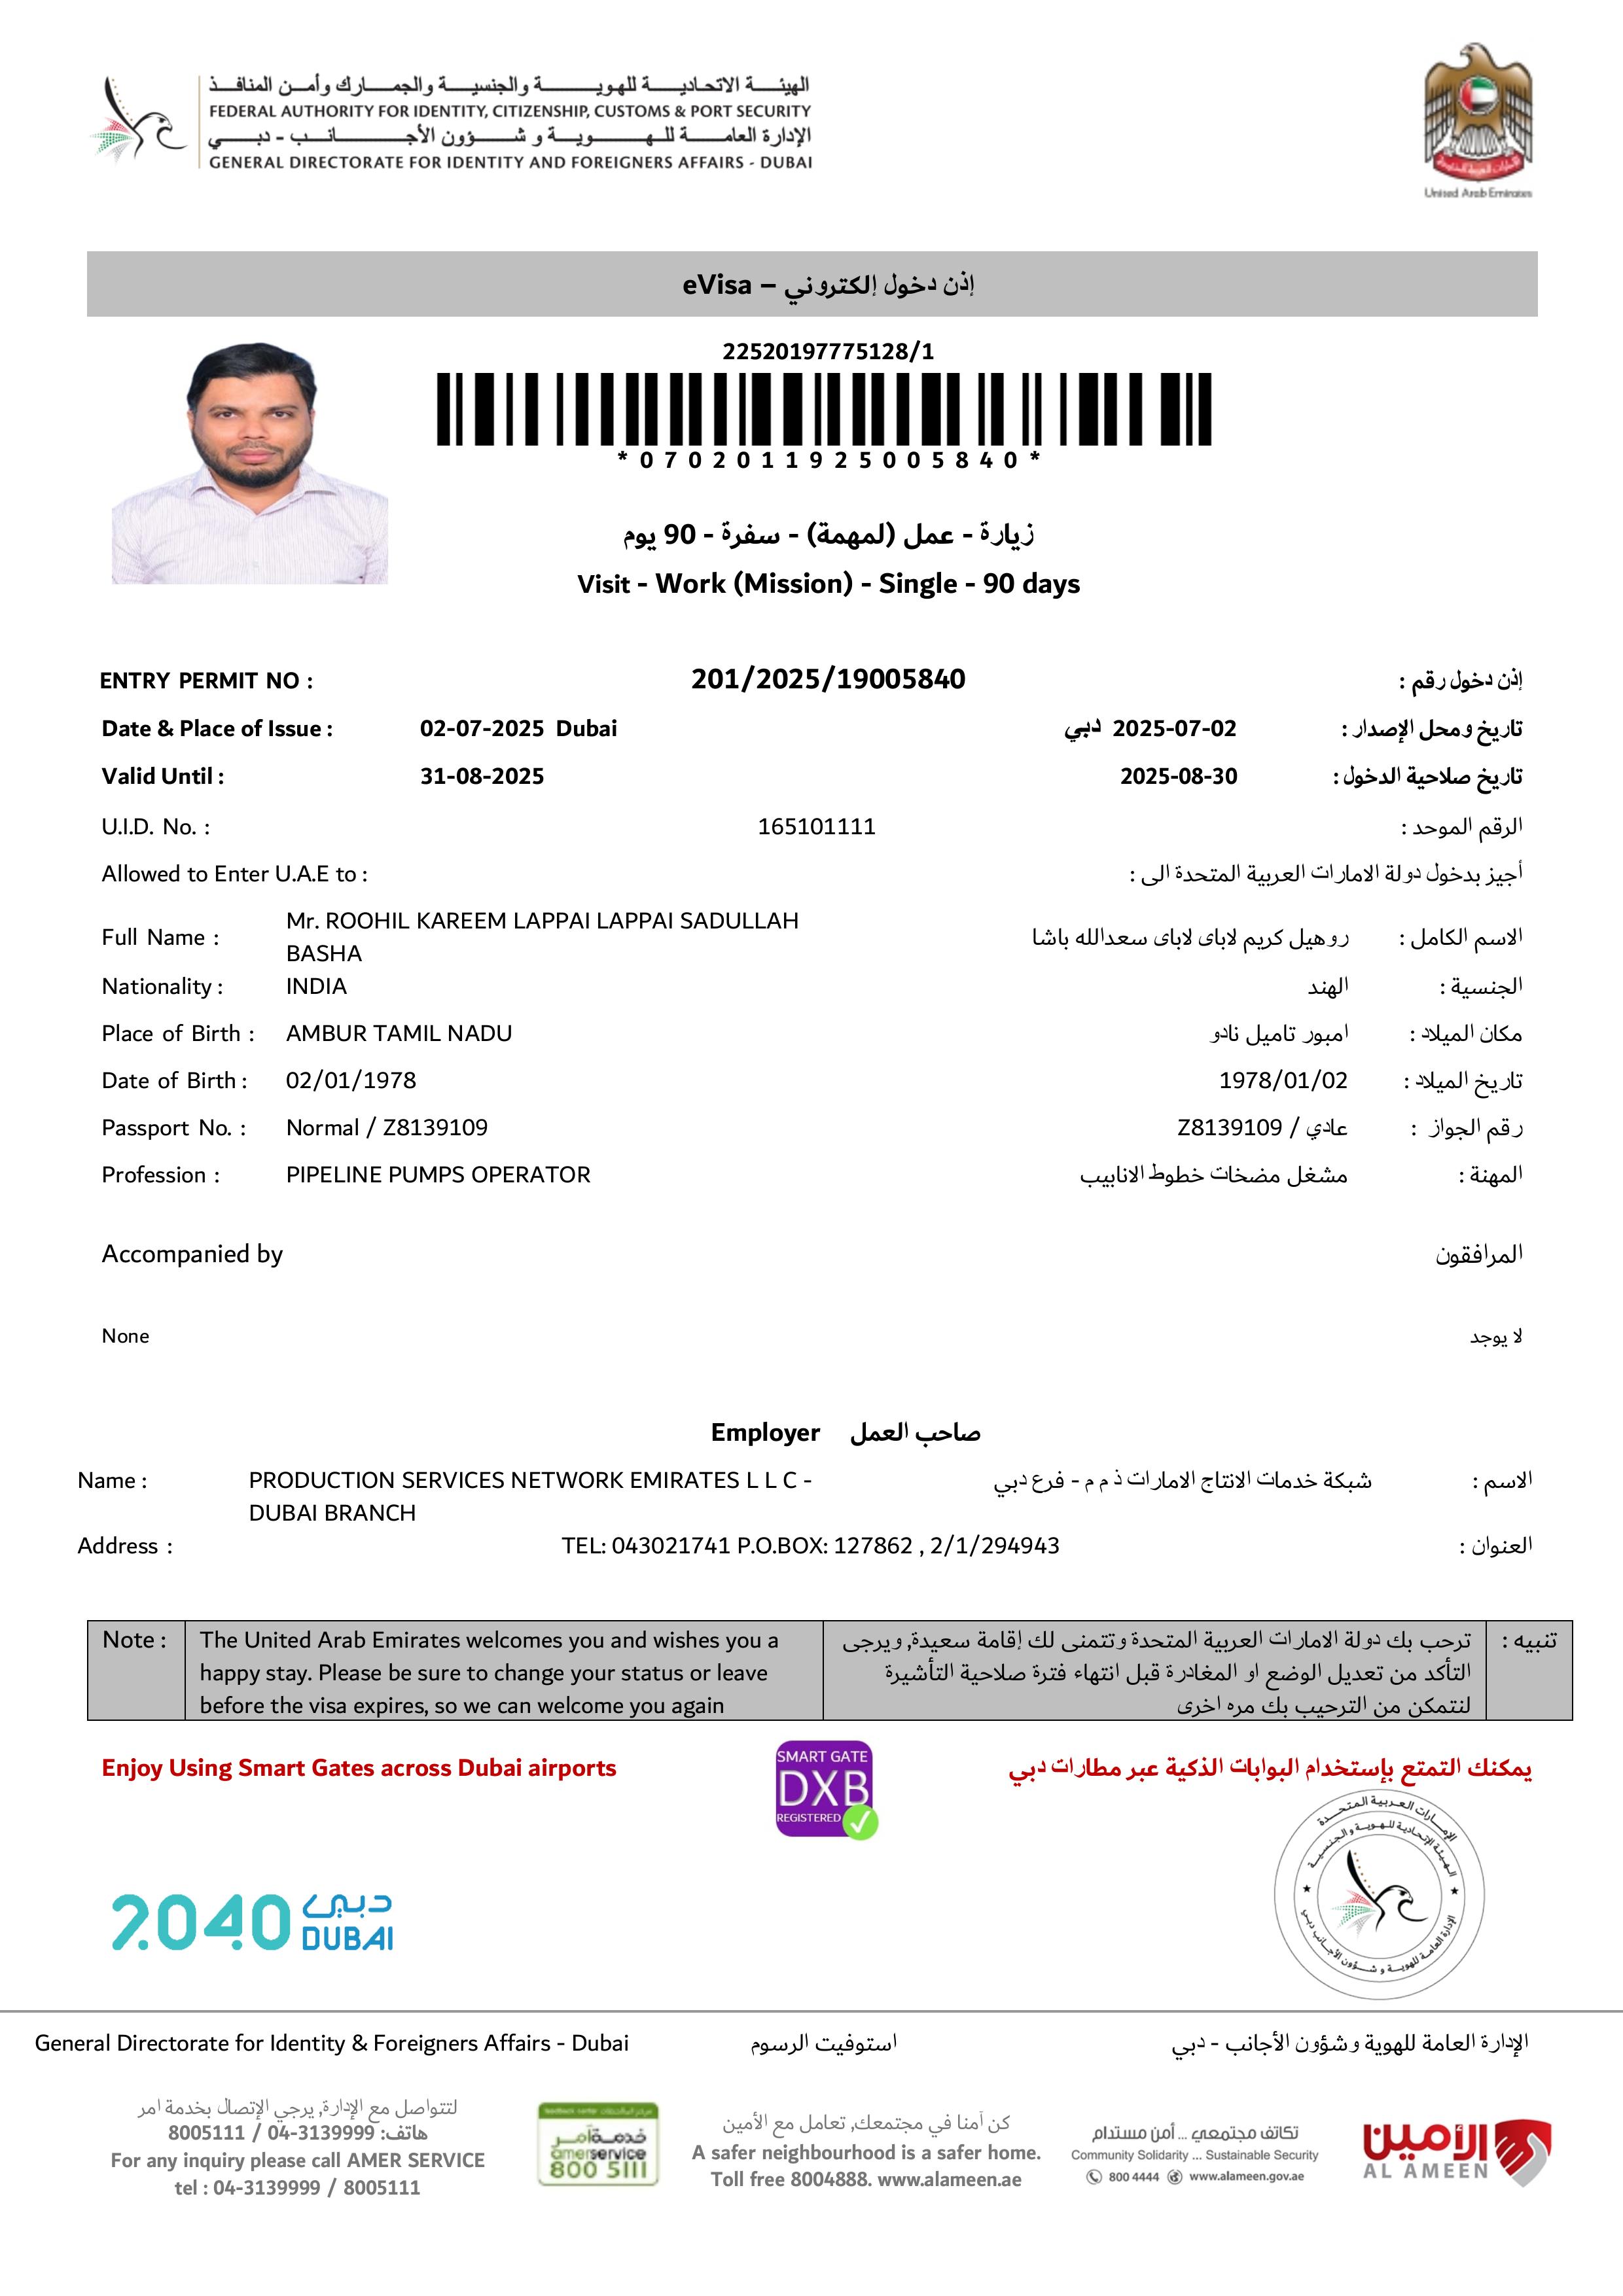 الهيئة الاتحادية للهوية والجنسية والجمارك وأمن المنافذ
FEDERAL AUTHORITY FOR IDENTITY, CITIZENSHIP, CUSTOMS & PORT SECURITY
الإدارة العامة للهوية و شؤون الأجانب - دبي
GENERAL DIRECTORATE FOR IDENTITY AND FOREIGNERS AFFAIRS - DUBAI
الإمارات العربية المتحدة
United Arab Emirates
eVisa – إذن دخول إلكتروني
22520197775128/1
*0702011925005840*
زيارة - عمل (لمهمة) - سفرة - 90 يوم
Visit - Work (Mission) - Single - 90 days
ENTRY PERMIT NO : 201/2025/19005840 إذن دخول رقم :
Date & Place of Issue : 02-07-2025 Dubai 2025-07-02 دبي تاريخ ومحل الإصدار :
Valid Until : 31-08-2025 2025-08-30 تاريخ صلاحية الدخول :
U.I.D. No. : 165101111 الرقم الموحد :
Allowed to Enter U.A.E to : أجيز بدخول دولة الامارات العربية المتحدة الى :
Full Name : Mr. ROOHIL KAREEM LAPPAI LAPPAI SADULLAH BASHA روهيل كريم لاباى لاباى سعدالله باشا الاسم الكامل :
Nationality : INDIA الهند الجنسية :
Place of Birth : AMBUR TAMIL NADU امبور تاميل نادو مكان الميلاد :
Date of Birth : 02/01/1978 1978/01/02 تاريخ الميلاد :
Passport No. : Normal / Z8139109 عادي / Z8139109 رقم الجواز :
Profession : PIPELINE PUMPS OPERATOR مشغل مضخات خطوط الانابيب المهنة :
Accompanied by المرافقون
None لا يوجد
Employer صاحب العمل
Name : PRODUCTION SERVICES NETWORK EMIRATES L L C - DUBAI BRANCH شبكة خدمات الانتاج الامارات ذ م م - فرع دبي الاسم :
Address : TEL: 043021741 P.O.BOX: 127862 , 2/1/294943 العنوان :
Note : The United Arab Emirates welcomes you and wishes you a
happy stay. Please be sure to change your status or leave
before the visa expires, so we can welcome you again
تنبيه : ترحب بك دولة الامارات العربية المتحدة وتتمنى لك إقامة سعيدة, ويرجى
التأكد من تعديل الوضع او المغادرة قبل انتهاء فترة صلاحية التأشيرة
لنتمكن من الترحيب بك مره اخرى
Enjoy Using Smart Gates across Dubai airports
SMART GATE
DXB
REGISTERED
يمكنك التمتع بإستخدام البوابات الذكية عبر مطارات دبي
الإمارات العربية المتحدة
الهيئة الإتحادية للهوية والجنسية
الإدارة العامة للهوية و شؤون الأجانب دبي
2040 دبي
DUBAI
General Directorate for Identity & Foreigners Affairs - Dubai استوفيت الرسوم الإدارة العامة للهوية وشؤون الأجانب - دبي
لتتواصل مع الإدارة, يرجي الإتصال بخدمة امر
هاتف: 04-3139999 / 8005111
For any inquiry please call AMER SERVICE
tel : 04-3139999 / 8005111
خدمة آمر
amerservice
800 5111
كن آمنا في مجتمعك, تعامل مع الأمين
A safer neighbourhood is a safer home.
Toll free 8004888. www.alameen.ae
تكاتف مجتمعي ... أمن مستدام
Community Solidarity ... Sustainable Security
800 4444 www.alameen.gov.ae
الأمين
AL AMEEN